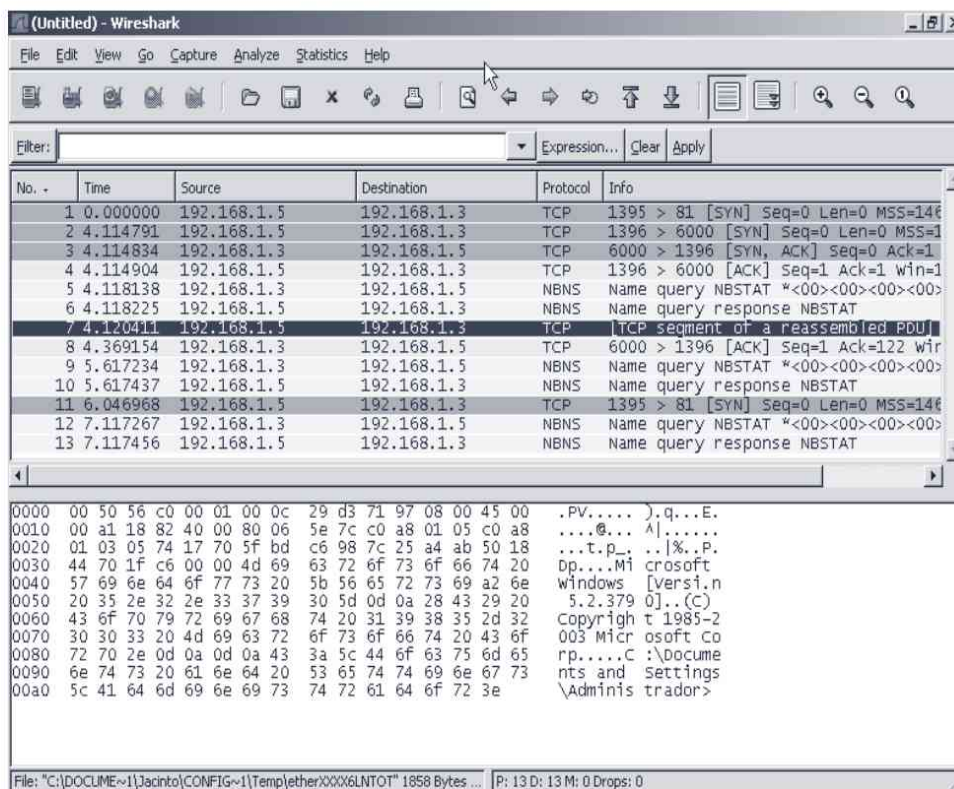 (Untitled) - Wireshark
File Edit View Go Capture Analyze Statistics Help
Filter: Expression... Clear Apply
No. Time Source Destination Protocol Info
1 0.000000 192.168.1.5 192.168.1.3 TCP 1395 > 81 [SYN] Seq=0 Len=0 MSS=146
2 4.114791 192.168.1.5 192.168.1.3 TCP 1396 > 6000 [SYN] Seq=0 Len=0 MSS=1
3 4.114834 192.168.1.3 192.168.1.5 TCP 6000 > 1396 [SYN, ACK] Seq=0 Ack=1
4 4.114904 192.168.1.5 192.168.1.3 TCP 1396 > 6000 [ACK] Seq=1 Ack=1 Win=1
5 4.118138 192.168.1.3 192.168.1.5 NBNS Name query NBSTAT *<00><00><00><00>
6 4.118225 192.168.1.5 192.168.1.3 NBNS Name query response NBSTAT
7 4.120411 192.168.1.5 192.168.1.3 TCP [TCP segment of a reassembled PDU]
8 4.369154 192.168.1.3 192.168.1.5 TCP 6000 > 1396 [ACK] Seq=1 Ack=122 Wir
9 5.617234 192.168.1.3 192.168.1.5 NBNS Name query NBSTAT *<00><00><00><00>
10 5.617437 192.168.1.5 192.168.1.3 NBNS Name query response NBSTAT
11 6.046968 192.168.1.5 192.168.1.3 TCP 1395 > 81 [SYN] Seq=0 Len=0 MSS=146
12 7.117267 192.168.1.3 192.168.1.5 NBNS Name query NBSTAT *<00><00><00><00>
13 7.117456 192.168.1.5 192.168.1.3 NBNS Name query response NBSTAT
0000 00 50 56 c0 00 01 00 0c 29 d3 71 97 08 00 45 00 .PV..... ).q...E.
0010 00 a1 18 82 40 00 80 06 5e 7c c0 a8 01 05 c0 a8 ....@... ^|......
0020 01 03 05 74 17 70 5f bd c6 98 7c 25 a4 ab 50 18 ...t.p_. ..|%..P.
0030 44 70 1f c6 00 00 4d 69 63 72 6f 73 6f 66 74 20 Dp....Mi crosoft
0040 57 69 6e 64 6f 77 73 20 5b 56 65 72 73 69 a2 6e Windows [Versi.n
0050 20 35 2e 32 2e 33 37 39 30 5d 0d 0a 28 43 29 20 5.2.379 0]..(C)
0060 43 6f 70 79 72 69 67 68 74 20 31 39 38 35 2d 32 Copyrigh t 1985-2
0070 30 30 33 20 4d 69 63 72 6f 73 6f 66 74 20 43 6f 003 Micr osoft Co
0080 72 70 2e 0d 0a 0d 0a 43 3a 5c 44 6f 63 75 6d 65 rp.....C :\Docume
0090 6e 74 73 20 61 6e 64 20 53 65 74 74 69 6e 67 73 nts and Settings
00a0 5c 41 64 6d 69 6e 69 73 74 72 61 64 6f 72 3e \Adminis trador>
File: "C:\DOCUME~1\Jacinto\CONFIG~1\Temp\etherXXXX6LNTOT" 1858 Bytes ... P: 13 D: 13 M: 0 Drops: 0